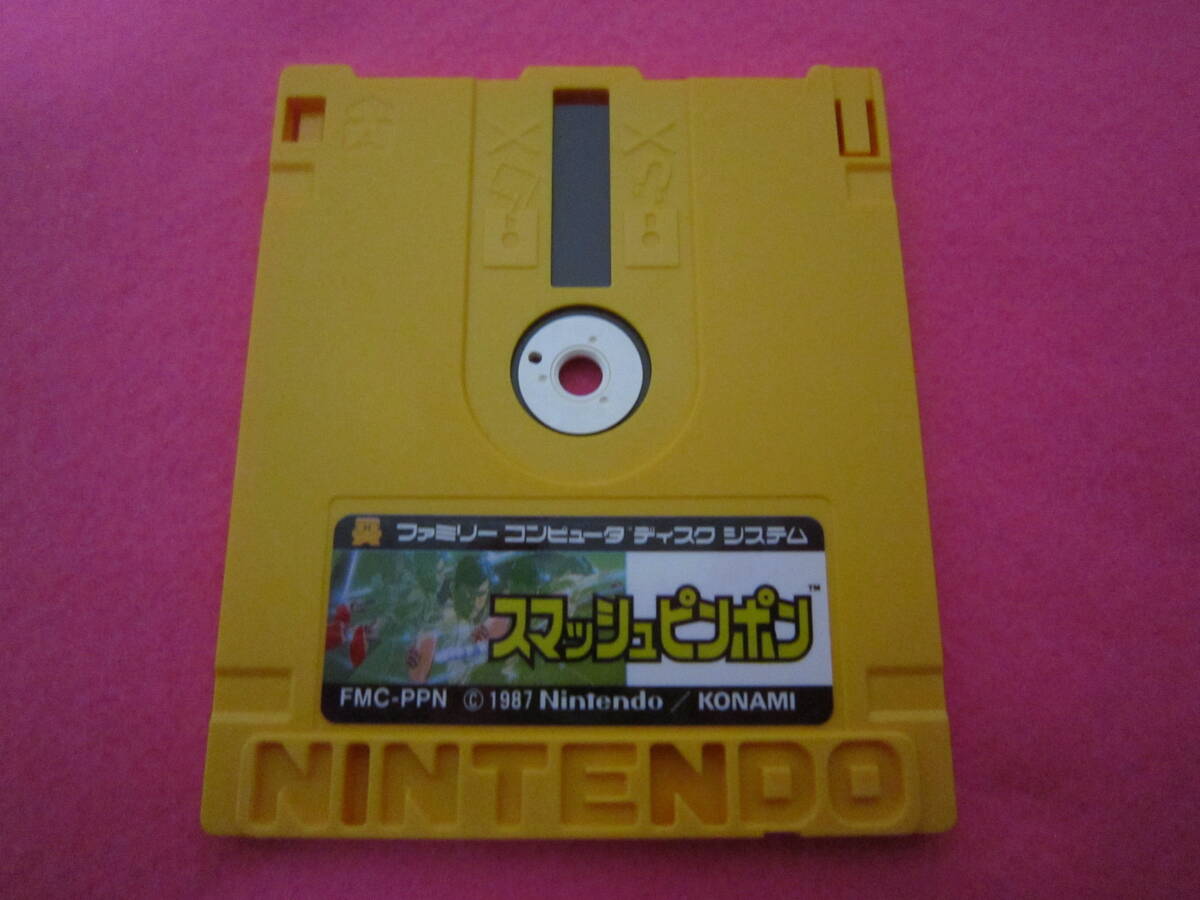 ファミリー コンピュータ ディスク システム
スマッシュピンポン™
FMC-PPN © 1987 Nintendo / KONAMI
NINTENDO